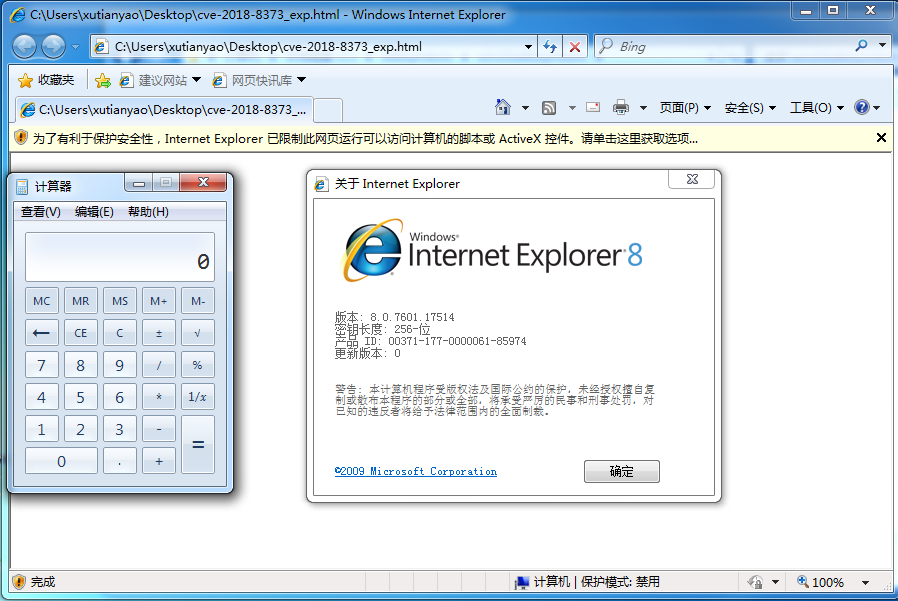 C:\Users\xutianyao\Desktop\cve-2018-8373_exp.html - Windows Internet Explorer
C:\Users\xutianyao\Desktop\cve-2018-8373_exp.html
Bing
收藏夹
建议网站
网页快讯库
C:\Users\xutianyao\Desktop\cve-2018-8373_...
页面(P)
安全(S)
工具(O)
为了有利于保护安全性，Internet Explorer 已限制此网页运行可以访问计算机的脚本或 ActiveX 控件。请单击这里获取选项...
计算器
查看(V) 编辑(E) 帮助(H)
0
MC MR MS M+ M-
← CE C ± √
7 8 9 / %
4 5 6 * 1/x
1 2 3 - =
0 . +
关于 Internet Explorer
Windows®
Internet Explorer 8
版本: 8.0.7601.17514
密钥长度: 256-位
产品 ID: 00371-177-0000061-85974
更新版本: 0
警告: 本计算机程序受版权法及国际公约的保护，未经授权擅自复
制或散布本程序的部分或全部，将承受严厉的民事和刑事处罚，对
已知的违反者将给予法律范围内的全面制裁。
©2009 Microsoft Corporation
确定
完成
计算机 | 保护模式: 禁用
100%